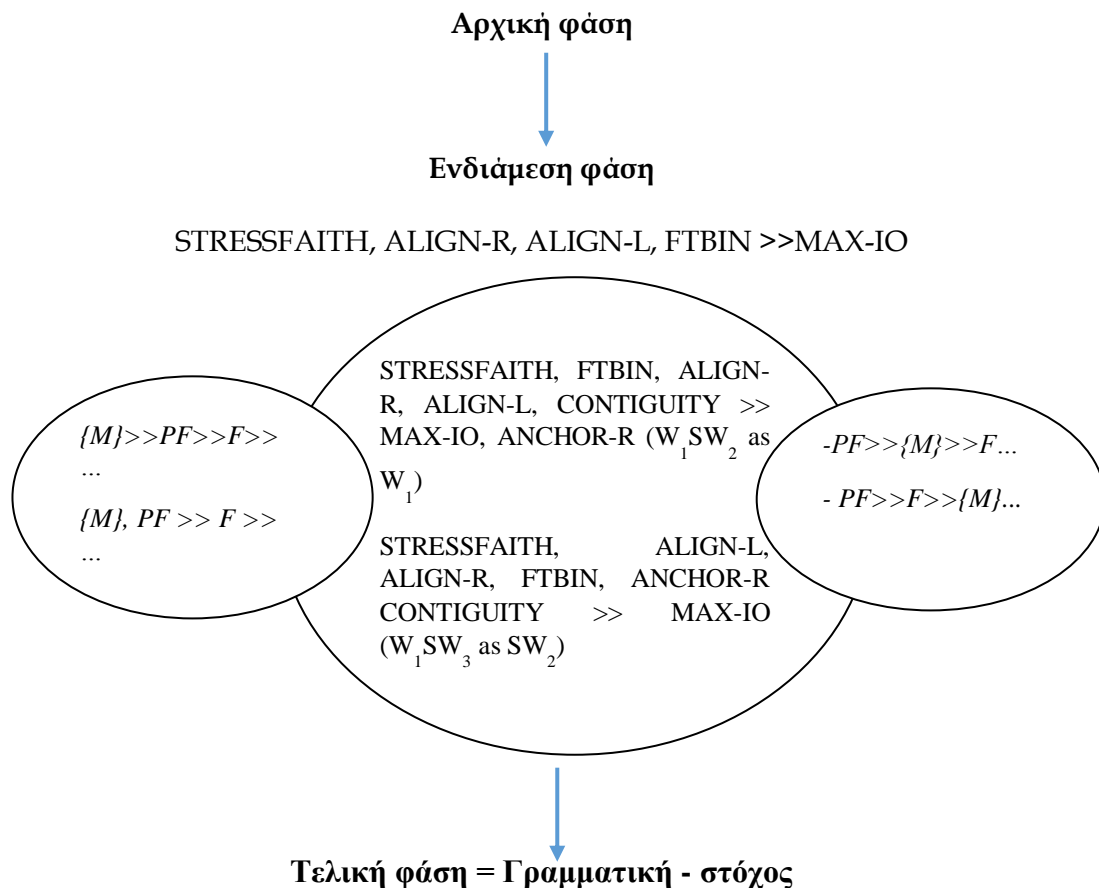 Αρχική φάση
Ενδιάμεση φάση
STRESSFAITH, ALIGN-R, ALIGN-L, FTBIN >>MAX-IO
{M}>>PF>>F>>
...
{M}, PF >> F >>
...
STRESSFAITH, FTBIN, ALIGN-
R, ALIGN-L, CONTIGUITY >>
MAX-IO, ANCHOR-R (W₁SW₂ as
W₁)
STRESSFAITH, ALIGN-L,
ALIGN-R, FTBIN, ANCHOR-R
CONTIGUITY >> MAX-IO
(W₁SW₃ as SW₂)
-PF>>{M}>>F...
- PF>>F>>{M}...
Τελική φάση = Γραμματική - στόχος